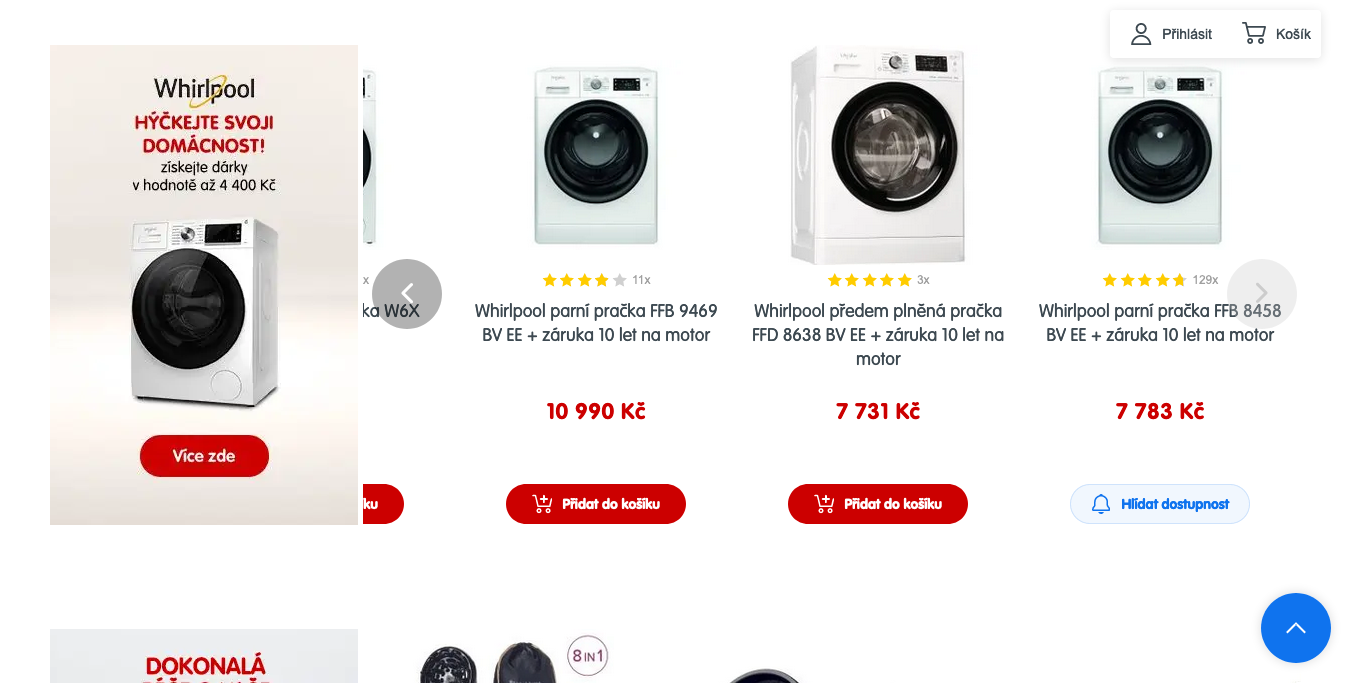 Přihlásit
Košík
Whirlpool
HÝČKEJTE SVOJI
DOMÁCNOST!
získejte dárky
v hodnotě až 4 400 Kč
Více zde
ka W6X
11x
Whirlpool parní pračka FFB 9469
BV EE + záruka 10 let na motor
10 990 Kč
Přidat do košíku
3x
Whirlpool předem plněná pračka
FFD 8638 BV EE + záruka 10 let na
motor
7 731 Kč
Přidat do košíku
129x
Whirlpool parní pračka FFB 8458
BV EE + záruka 10 let na motor
7 783 Kč
Hlídat dostupnost
DOKONALÁ
8 IN 1